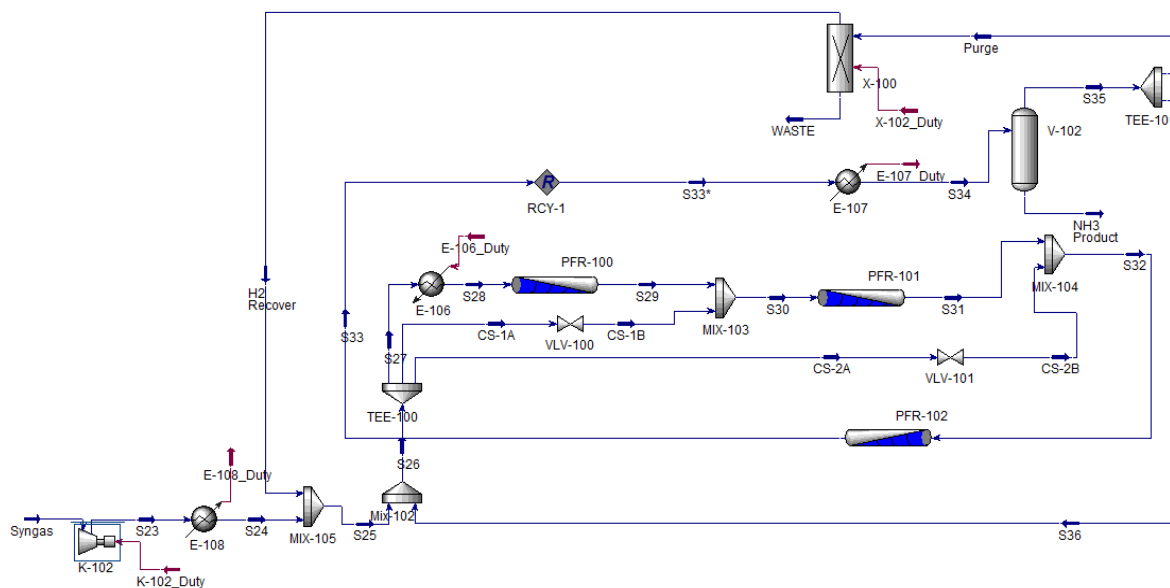 Purge
X-100
S35
WASTE
X-102_Duty
V-102
TEE-10
E-107_Duty
S33*
S34
RCY-1
E-107
NH3
Product
E-106_Duty
PFR-100
PFR-101
S32
H2
Recover
S28
S29
MIX-104
E-106
S30
S31
MIX-103
S33
S27
CS-1A
CS-1B
VLV-100
CS-2A
CS-2B
VLV-101
TEE-100
PFR-102
S26
E-108_Duty
Mix-102
Syngas
S23
S24
S25
S36
E-108
MIX-105
K-102
K-102_Duty
R